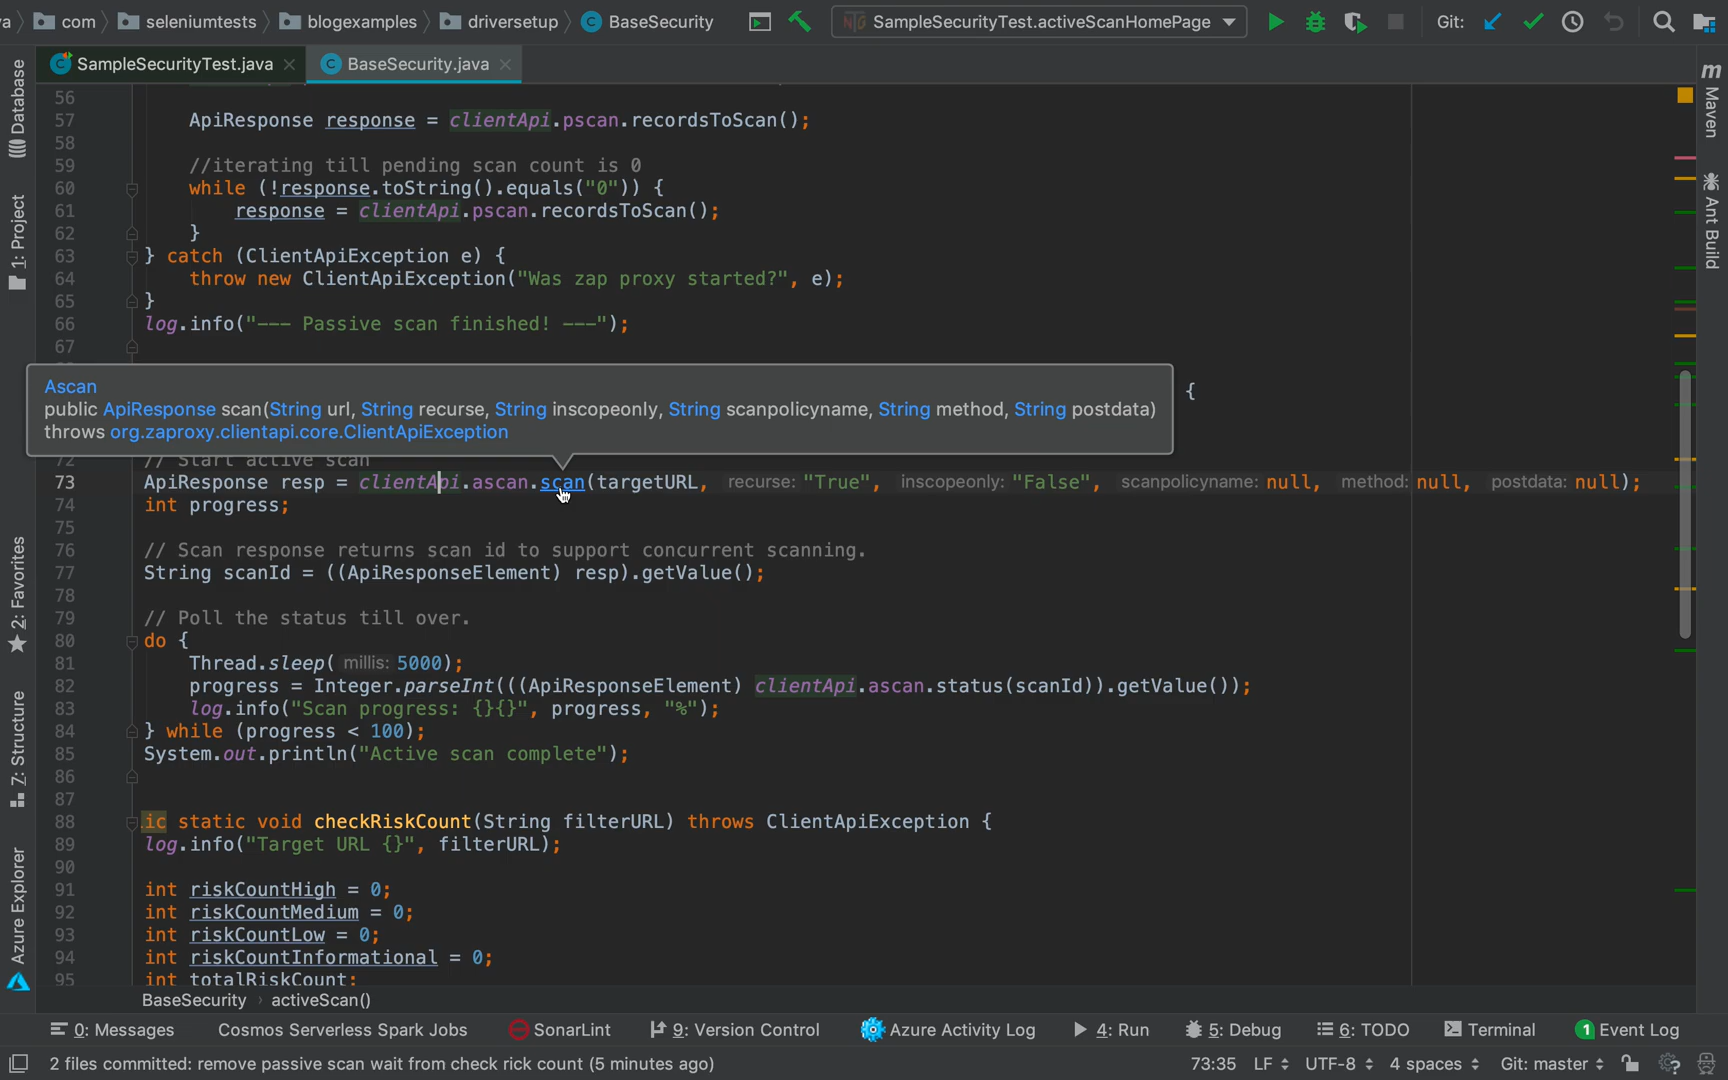 a com seleniumtests blogexamples driversetup BaseSecurity SampleSecurityTest.activeScanHomePage Git:
SampleSecurityTest.java BaseSecurity.java
56
57 ApiResponse response = clientApi.pscan.recordsToScan();
58
59 //iterating till pending scan count is 0
60 while (!response.toString().equals("0")) {
61 response = clientApi.pscan.recordsToScan();
62 }
63 } catch (ClientApiException e) {
64 throw new ClientApiException("Was zap proxy started?", e);
65 }
66 log.info("--- Passive scan finished! ---");
67
{
Ascan
public ApiResponse scan(String url, String recurse, String inscopeonly, String scanpolicyname, String method, String postdata)
throws org.zaproxy.clientapi.core.ClientApiException
72 // Start active scan
73 ApiResponse resp = clientApi.ascan.scan(targetURL, recurse: "True", inscopeonly: "False", scanpolicyname: null, method: null, postdata: null);
74 int progress;
75
76 // Scan response returns scan id to support concurrent scanning.
77 String scanId = ((ApiResponseElement) resp).getValue();
78
79 // Poll the status till over.
80 do {
81 Thread.sleep( millis: 5000);
82 progress = Integer.parseInt(((ApiResponseElement) clientApi.ascan.status(scanId)).getValue());
83 log.info("Scan progress: {}{}", progress, "%");
84 } while (progress < 100);
85 System.out.println("Active scan complete");
86
87
88 ic static void checkRiskCount(String filterURL) throws ClientApiException {
89 log.info("Target URL {}", filterURL);
90
91 int riskCountHigh = 0;
92 int riskCountMedium = 0;
93 int riskCountLow = 0;
94 int riskCountInformational = 0;
95 int totalRiskCount;
BaseSecurity › activeScan()
Database
1: Project
2: Favorites
7: Structure
Azure Explorer
m Maven
Ant Build
0: Messages Cosmos Serverless Spark Jobs SonarLint 9: Version Control Azure Activity Log 4: Run 5: Debug 6: TODO Terminal 1 Event Log
2 files committed: remove passive scan wait from check rick count (5 minutes ago) 73:35 LF UTF-8 4 spaces Git: master